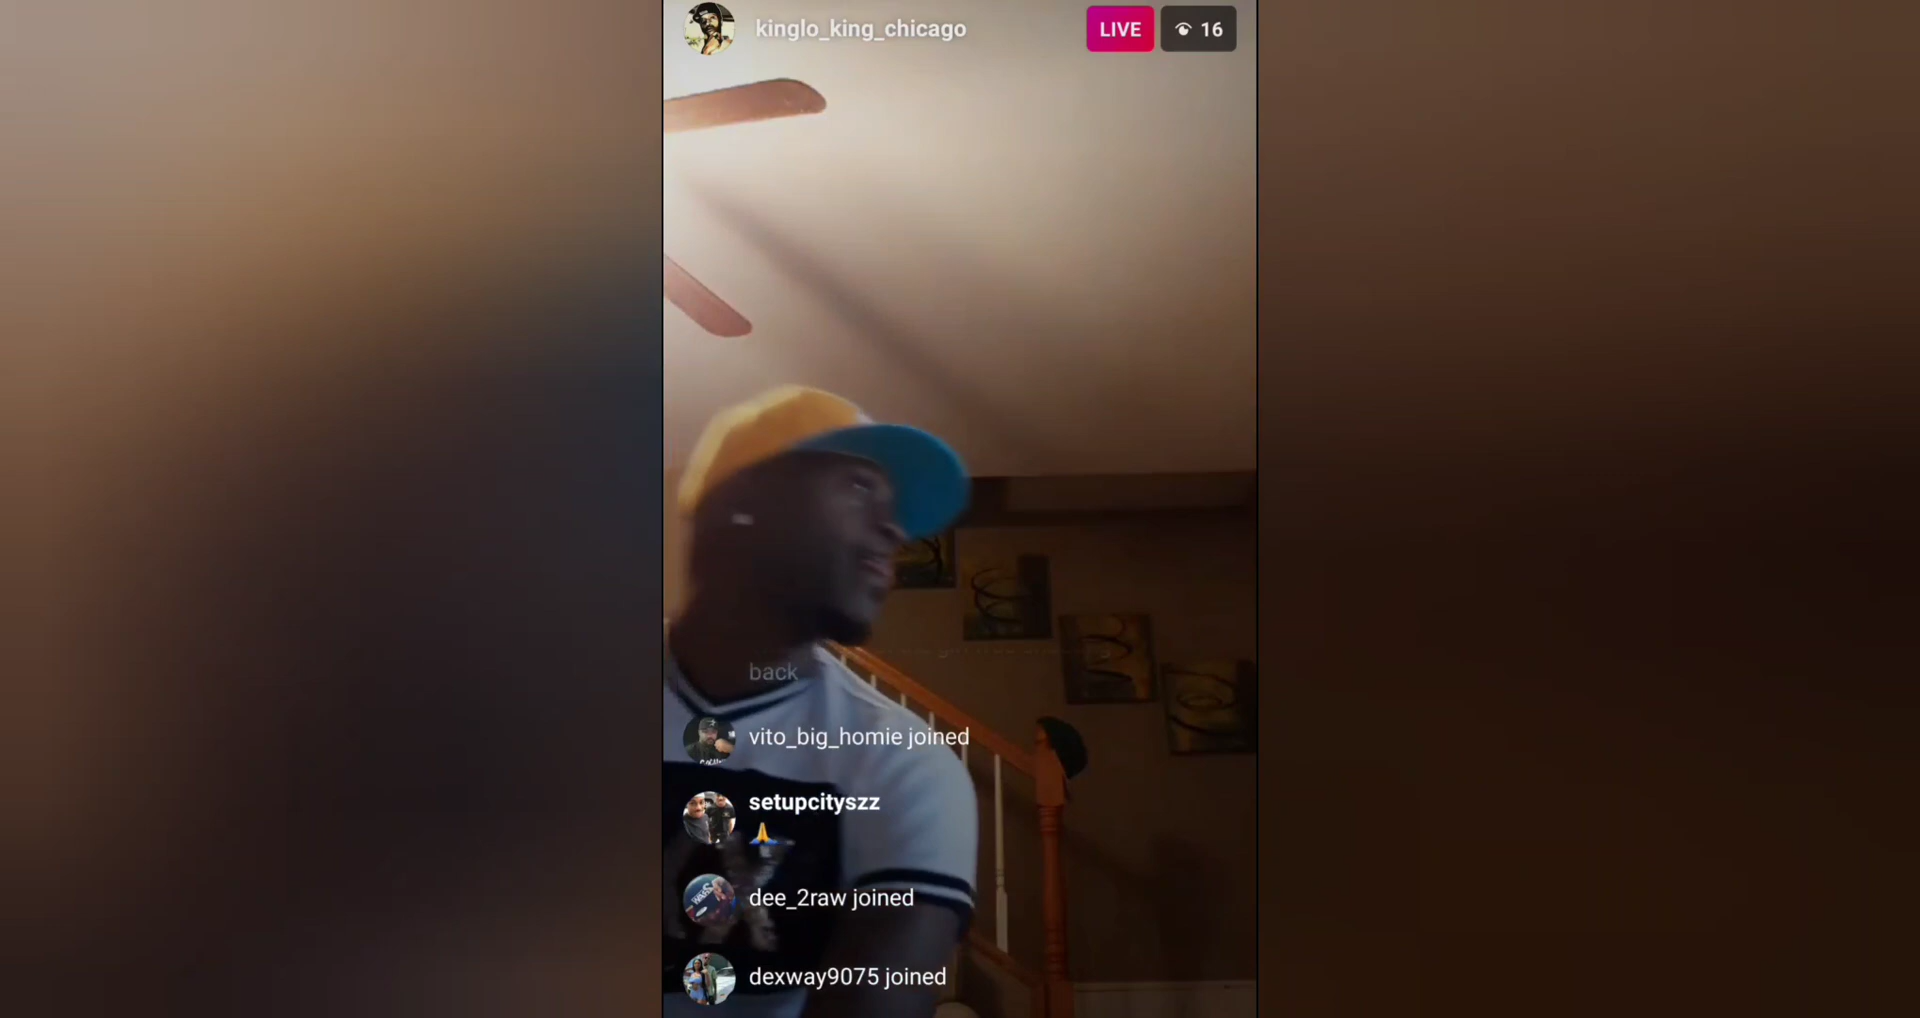 kinglo_king_chicago
LIVE
16
back
vito_big_homie joined
setupcityszz
🙏
dee_2raw joined
dexway9075 joined